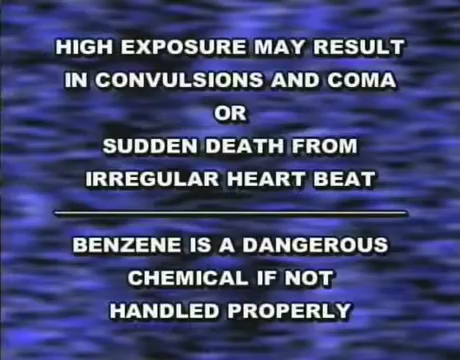 HIGH EXPOSURE MAY RESULT
IN CONVULSIONS AND COMA
OR
SUDDEN DEATH FROM
IRREGULAR HEART BEAT
BENZENE IS A DANGEROUS
CHEMICAL IF NOT
HANDLED PROPERLY